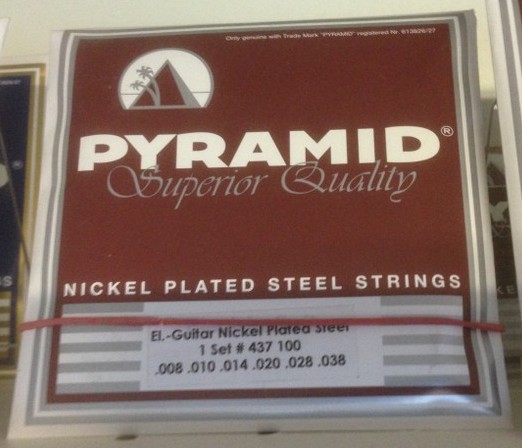 Only genuine with Trade Mark "PYRAMID" registered Nr. 613826/27
PYRAMID®
Superior Quality
NICKEL PLATED STEEL STRINGS
El.-Guitar Nickel Plated Steel
1 Set # 437 100
.008 .010 .014 .020 .028 .038